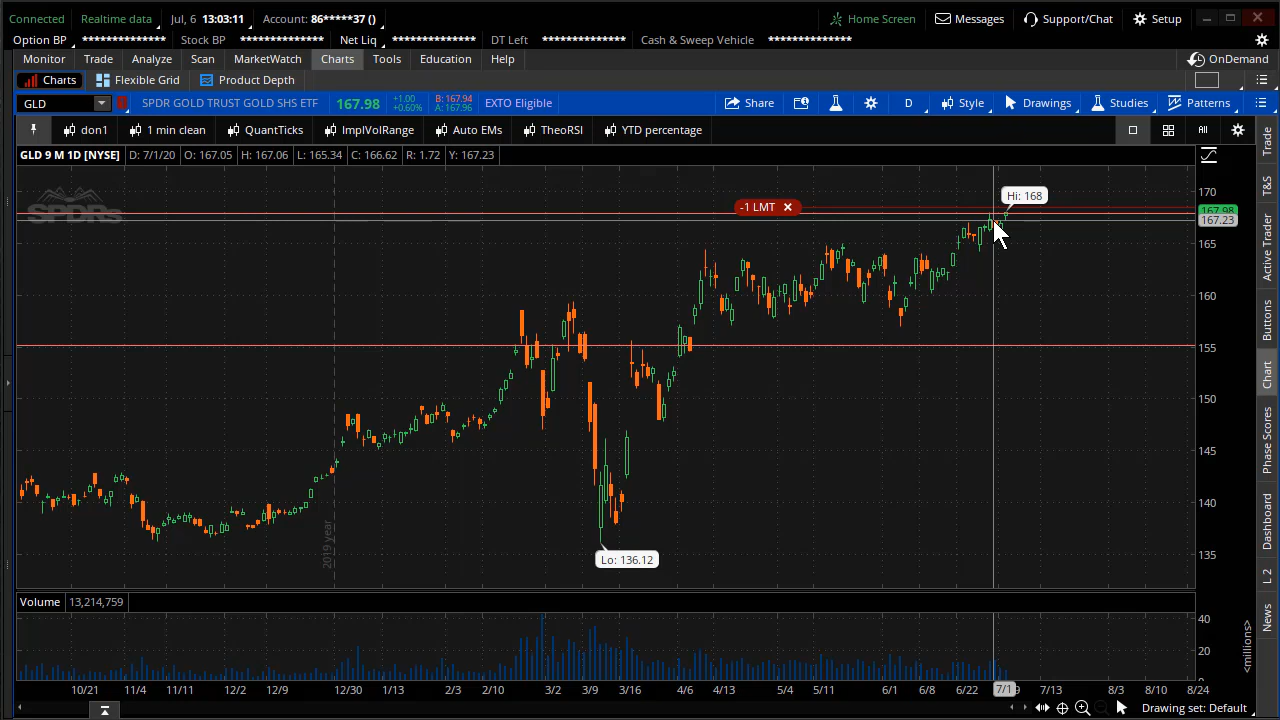 Connected Realtime data Jul, 6 13:03:11 Account: 86*****37 () Home Screen Messages Support/Chat Setup
Option BP ************* Stock BP ************* Net Liq ************* DT Left ************* Cash & Sweep Vehicle *************
Monitor Trade Analyze Scan MarketWatch Charts Tools Education Help OnDemand
Charts Flexible Grid Product Depth
GLD SPDR GOLD TRUST GOLD SHS ETF 167.98 +1.00 +0.60% B: 167.94 A: 167.96 EXTO Eligible Share D Style Drawings Studies Patterns
don1 1 min clean QuantTicks ImplVolRange Auto EMs TheoRSI YTD percentage All
GLD 9 M 1D [NYSE] D: 7/1/20 O: 167.05 H: 167.06 L: 165.34 C: 166.62 R: 1.72 Y: 167.23
SPDRs
170
Hi: 168
-1 LMT
167.98
167.23
165
160
155
150
145
140
135
2019 year
Lo: 136.12
Volume 13,214,759
40
20
0
<millions>
10/21 11/4 11/11 12/2 12/9 12/30 1/13 2/3 2/10 3/2 3/9 3/16 4/6 4/13 5/4 5/11 6/1 6/8 6/22 7/1 7/13 8/3 8/10 8/24
Drawing set: Default
Trade
T&S
Active Trader
Buttons
Chart
Phase Scores
Dashboard
L 2
News